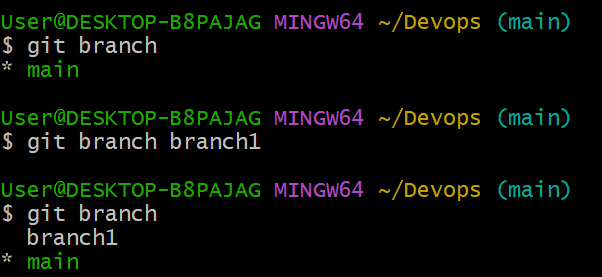 User@DESKTOP-B8PAJAG MINGW64 ~/Devops (main)
$ git branch
* main
User@DESKTOP-B8PAJAG MINGW64 ~/Devops (main)
$ git branch branch1
User@DESKTOP-B8PAJAG MINGW64 ~/Devops (main)
$ git branch
  branch1
* main